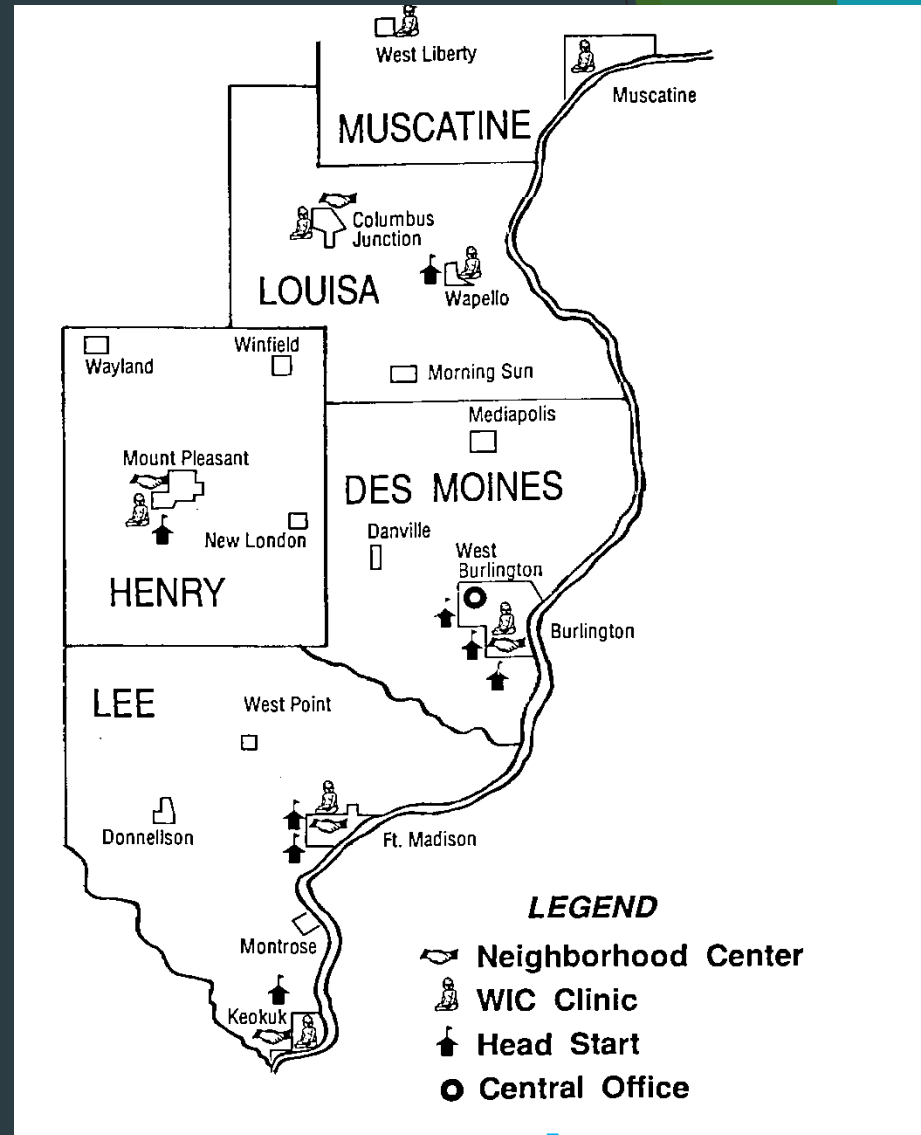 West Liberty
Muscatine
MUSCATINE
Columbus
Junction
LOUISA
Wapello
Wayland
Winfield
Morning Sun
Mediapolis
Mount Pleasant
DES MOINES
New London
Danville
West
Burlington
HENRY
Burlington
LEE
West Point
Donnellson
Ft. Madison
LEGEND
Montrose
Neighborhood Center
WIC Clinic
Keokuk
Head Start
Central Office